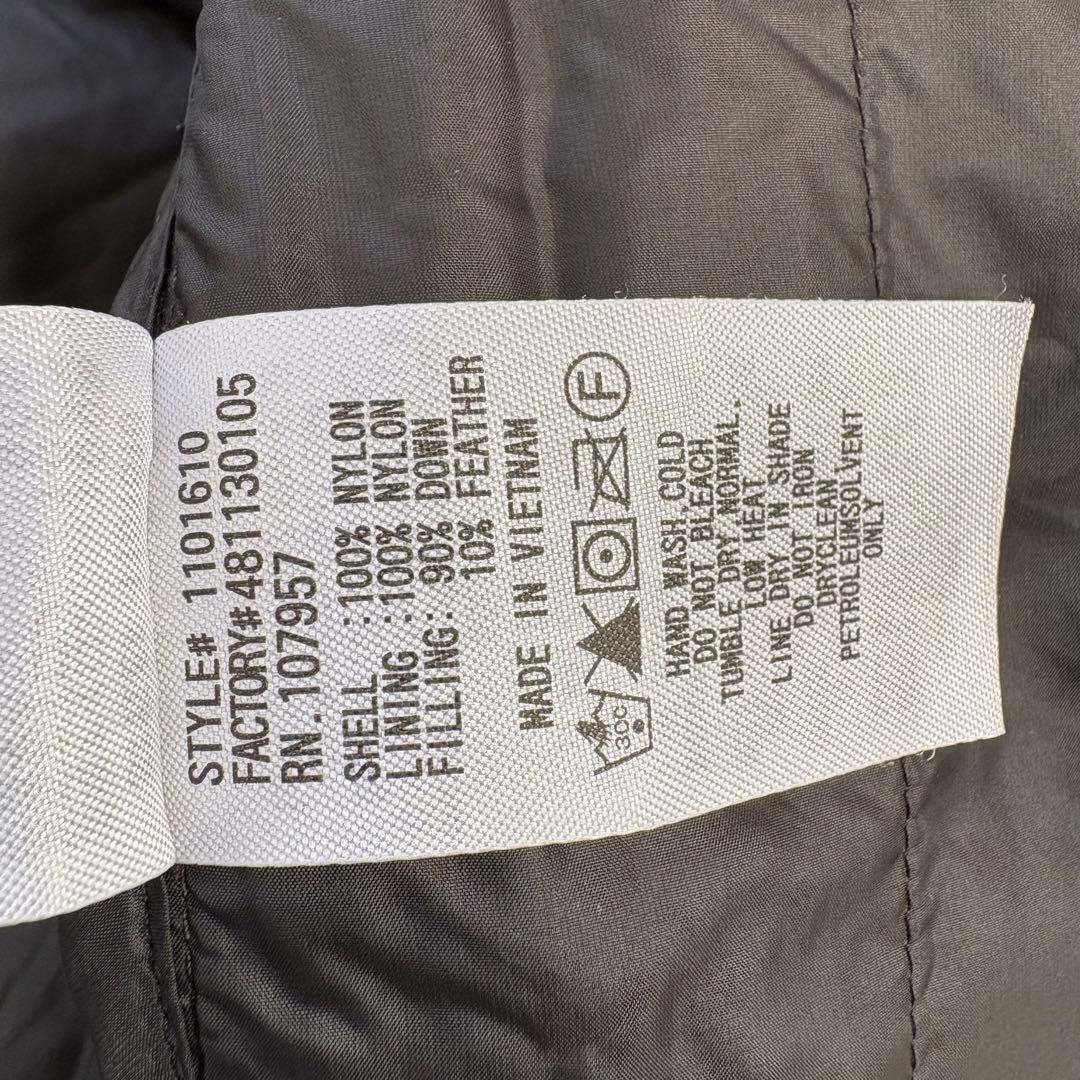 STYLE# 1101610
FACTORY#48113O105
RN.107957
SHELL :100% NYLON
LINING :100% NYLON
FILLING: 90% DOWN
10% FEATHER
MADE IN VIETNAM
30C F
HAND WASH.COLD
DO NOT BLEACH
TUMBLE DRY NORMAL.
LOW HEAT
LINE DRY IN SHADE
DO NOT IRON
DRYCLEAN
PETROLEUMSOLVENT
ONLY